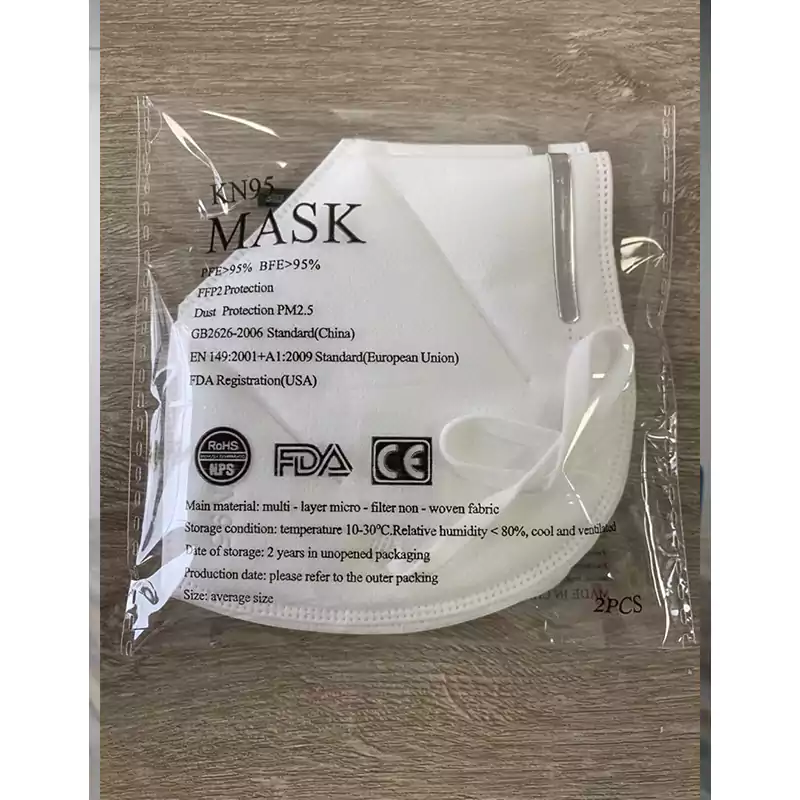 KN95
MASK
PFE>95% BFE>95%
FFP2 Protection
Dust Protection PM2.5
GB2626-2006 Standard(China)
EN 149:2001+A1:2009 Standard(European Union)
FDA Registration(USA)
RoHS
NPS
FDA
CE
Main material: multi - layer micro - filter non - woven fabric
Storage condition: temperature 10-30°C.Relative humidity < 80%, cool and ventilated
Date of storage: 2 years in unopened packaging
Production date: please refer to the outer packing
Size: average size
MADE IN
2PCS